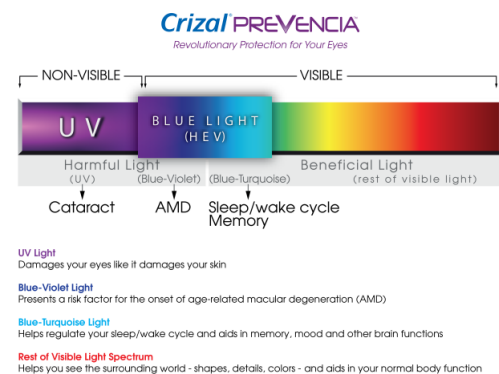 Crizal PREVENCIA
Revolutionary Protection for Your Eyes
NON-VISIBLE VISIBLE
UV BLUE LIGHT
(HEV)
Harmful Light Beneficial Light
(UV) (Blue-Violet) (Blue-Turquoise) (rest of visible light)
Cataract AMD Sleep/wake cycle
Memory
UV Light
Damages your eyes like it damages your skin
Blue-Violet Light
Presents a risk factor for the onset of age-related macular degeneration (AMD)
Blue-Turquoise Light
Helps regulate your sleep/wake cycle and aids in memory, mood and other brain functions
Rest of Visible Light Spectrum
Helps you see the surrounding world - shapes, details, colors - and aids in your normal body function